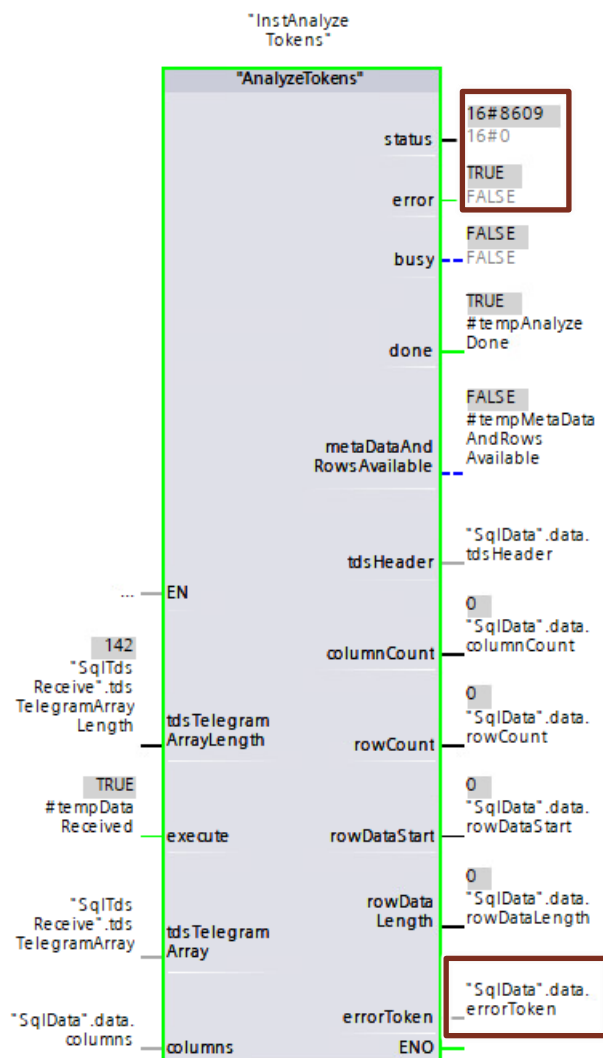 "InstAnalyze
Tokens"
"AnalyzeTokens"
16#8609
status
16#0
TRUE
error
FALSE
FALSE
busy
FALSE
TRUE
#tempAnalyze
Done
done
FALSE
#tempMetaData
AndRows
Available
metaDataAnd
RowsAvailable
"SqlData".data.
tdsHeader
tdsHeader
...
EN
0
"SqlData".data.
columnCount
columnCount
142
"SqlTds
Receive".tds
TelegramArray
Length
tdsTelegram
ArrayLength
0
"SqlData".data.
rowCount
rowCount
TRUE
#tempData
Received
execute
0
"SqlData".data.
rowDataStart
rowDataStart
0
"SqlData".data.
rowDataLength
rowData
Length
"SqlTds
Receive".tds
TelegramArray
tdsTelegram
Array
"SqlData".data.
errorToken
errorToken
"SqlData".data.
columns
columns
ENO